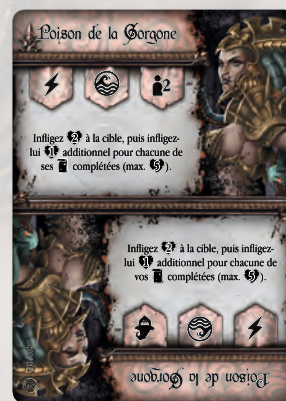 Poison de la Gorgone
2
Infligez 2 à la cible, puis infligez-
lui 1 additionnel pour chacune de
ses complétées (max. 5).
Infligez 2 à la cible, puis infligez-
lui 1 additionnel pour chacune de
vos complétées (max. 5).
Poison de la Gorgone